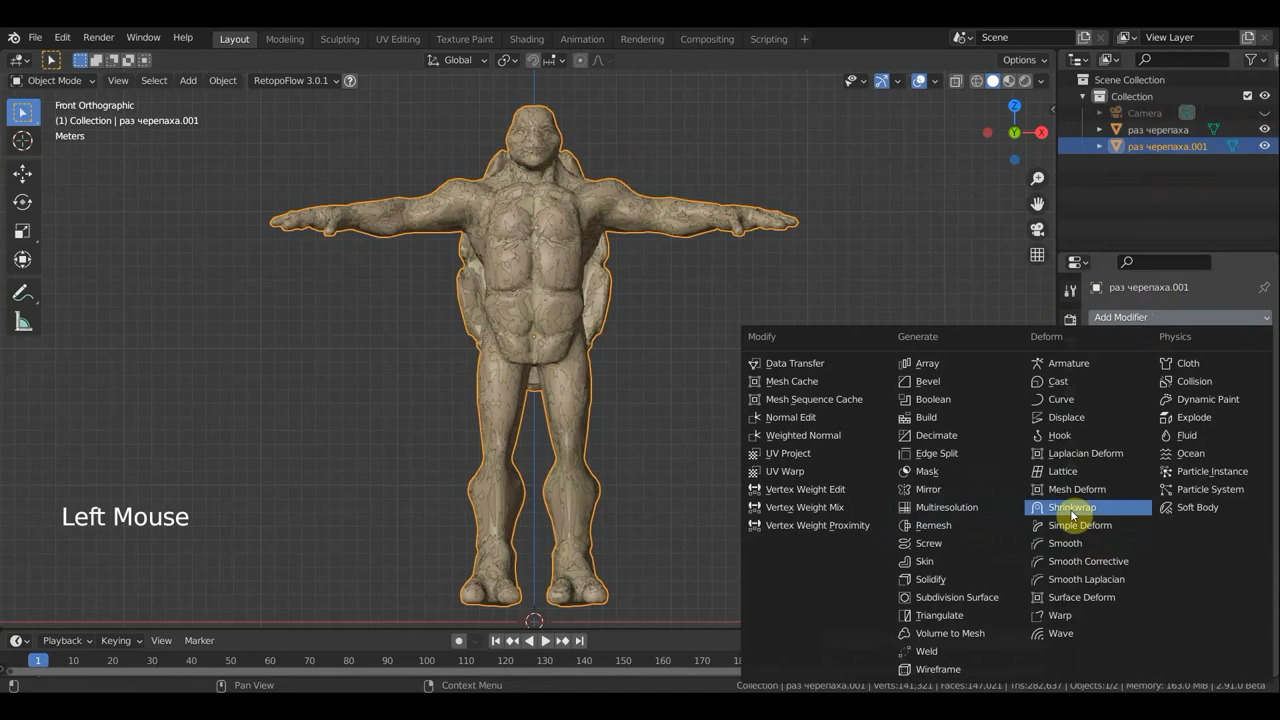 File Edit Render Window Help Layout Modeling Sculpting UV Editing Texture Paint Shading Animation Rendering Compositing Scripting + Scene View Layer
Global Options
Object Mode View Select Add Object RetopoFlow 3.0.1
Front Orthographic
(1) Collection | раз черепаха.001
Meters
Z
Y
X
Scene Collection
Collection
Camera
раз черепаха
раз черепаха.001
раз черепаха.001
Add Modifier
Modify Generate Deform Physics
Data Transfer Array Armature Cloth
Mesh Cache Bevel Cast Collision
Mesh Sequence Cache Boolean Curve Dynamic Paint
Normal Edit Build Displace Explode
Weighted Normal Decimate Hook Fluid
UV Project Edge Split Laplacian Deform Ocean
UV Warp Mask Lattice Particle Instance
Vertex Weight Edit Mirror Mesh Deform Particle System
Vertex Weight Mix Multiresolution Shrinkwrap Soft Body
Vertex Weight Proximity Remesh Simple Deform
Screw Smooth
Skin Smooth Corrective
Solidify Smooth Laplacian
Subdivision Surface Surface Deform
Triangulate Warp
Volume to Mesh Wave
Weld
Wireframe
Left Mouse
Playback Keying View Marker
1 10 20 30 40 50 60 70 80 90 100 110 120 130 140 150 160 170
Pan View Context Menu Collection | раз черепаха.001 | Verts:141,321 | Faces:147,021 | Tris:282,637 | Objects:1/2 | Memory: 163.0 MiB | 2.91.0 Beta